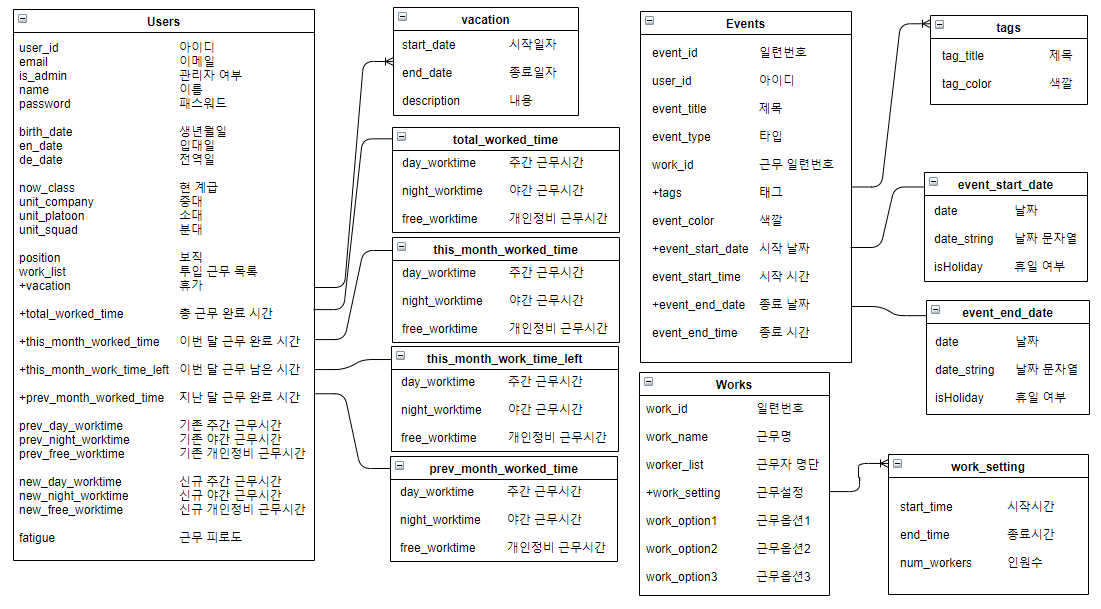 Users
user_id 아이디
email 이메일
is_admin 관리자 여부
name 이름
password 패스워드
birth_date 생년월일
en_date 입대일
de_date 전역일
now_class 현 계급
unit_company 중대
unit_platoon 소대
unit_squad 분대
position 보직
work_list 투입 근무 목록
+vacation 휴가
+total_worked_time 총 근무 완료 시간
+this_month_worked_time 이번 달 근무 완료 시간
+this_month_work_time_left 이번 달 근무 남은 시간
+prev_month_worked_time 지난 달 근무 완료 시간
prev_day_worktime 기존 주간 근무시간
prev_night_worktime 기존 야간 근무시간
prev_free_worktime 기존 개인정비 근무시간
new_day_worktime 신규 주간 근무시간
new_night_worktime 신규 야간 근무시간
new_free_worktime 신규 개인정비 근무시간
fatigue 근무 피로도
vacation
start_date 시작일자
end_date 종료일자
description 내용
total_worked_time
day_worktime 주간 근무시간
night_worktime 야간 근무시간
free_worktime 개인정비 근무시간
this_month_worked_time
day_worktime 주간 근무시간
night_worktime 야간 근무시간
free_worktime 개인정비 근무시간
this_month_work_time_left
day_worktime 주간 근무시간
night_worktime 야간 근무시간
free_worktime 개인정비 근무시간
prev_month_worked_time
day_worktime 주간 근무시간
night_worktime 야간 근무시간
free_worktime 개인정비 근무시간
Events
event_id 일련번호
user_id 아이디
event_title 제목
event_type 타입
work_id 근무 일련번호
+tags 태그
event_color 색깔
+event_start_date 시작 날짜
event_start_time 시작 시간
+event_end_date 종료 날짜
event_end_time 종료 시간
Works
work_id 일련번호
work_name 근무명
worker_list 근무자 명단
+work_setting 근무설정
work_option1 근무옵션1
work_option2 근무옵션2
work_option3 근무옵션3
tags
tag_title 제목
tag_color 색깔
event_start_date
date 날짜
date_string 날짜 문자열
isHoliday 휴일 여부
event_end_date
date 날짜
date_string 날짜 문자열
isHoliday 휴일 여부
work_setting
start_time 시작시간
end_time 종료시간
num_workers 인원수